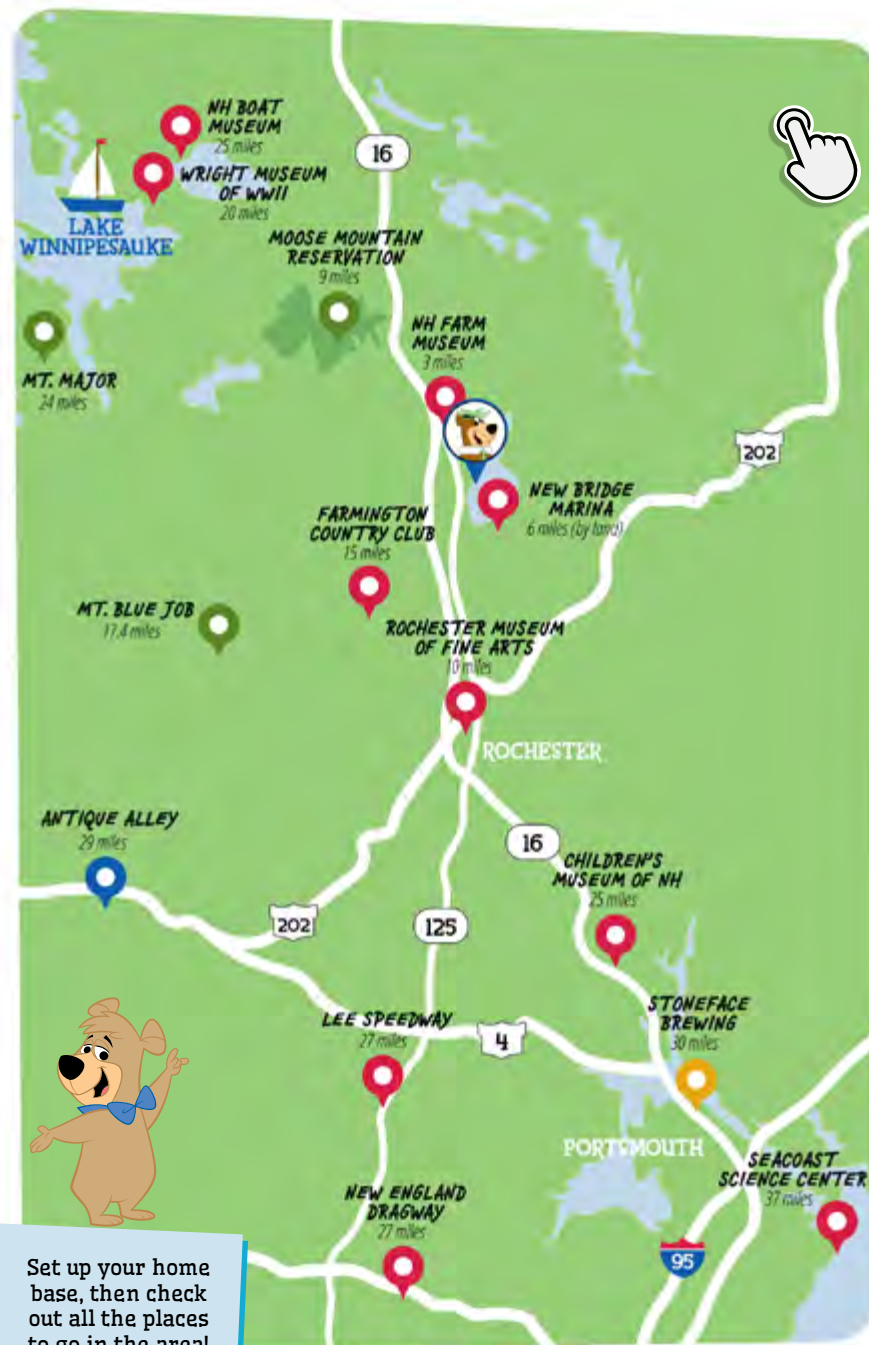 NH BOAT
MUSEUM
25 miles
16
WRIGHT MUSEUM
OF WWII
20 miles
LAKE
WINNIPESAUKE
MOOSE MOUNTAIN
RESERVATION
9 miles
NH FARM
MUSEUM
3 miles
MT. MAJOR
24 miles
202
NEW BRIDGE
MARINA
6 miles (by land)
FARMINGTON
COUNTRY CLUB
15 miles
MT. BLUE JOB
17.4 miles
ROCHESTER MUSEUM
OF FINE ARTS
10 miles
ROCHESTER
ANTIQUE ALLEY
29 miles
16
CHILDREN'S
MUSEUM OF NH
25 miles
202
125
STONEFACE
BREWING
30 miles
LEE SPEEDWAY
27 miles
4
PORTSMOUTH
SEACOAST
SCIENCE CENTER
37 miles
NEW ENGLAND
DRAGWAY
27 miles
95
Set up your home
base, then check
out all the places
to go in the area!